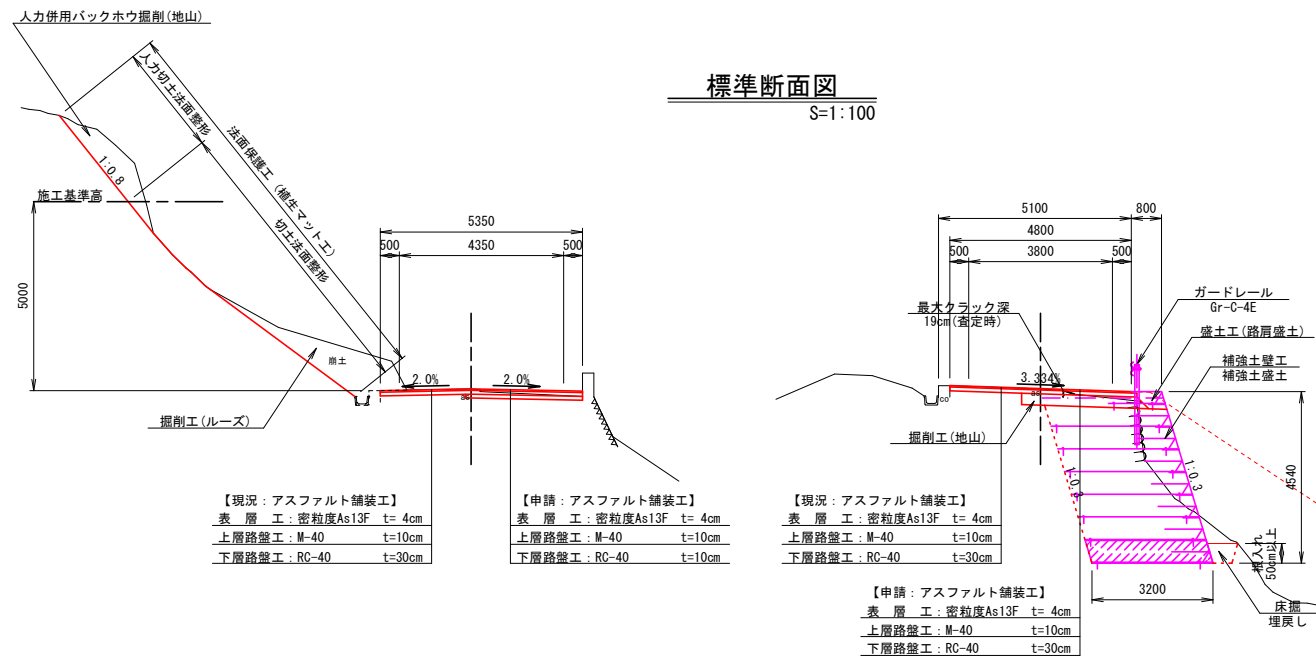 人力併用バックホウ掘削(地山)
標準断面図
S=1:100
人力切土法面整形
法面保護工 (植生マット工)
切土法面整形
1:0.8
施工基準高
5000
5350
500 4350 500
崩土
2.0% 2.0%
掘削工(ルーズ)
5100 800
4800
500 3800 500
最大クラック深
19cm(査定時)
ガードレール
Gr-C-4E
盛土工(路肩盛土)
補強土壁工
補強土盛土
3.334%
CO
掘削工(地山)
1:0.3
1:0.3
4540
根入れ
50cm以上
3200
床掘
埋戻し
【現況:アスファルト舗装工】
表 層 工:密粒度As13F t= 4cm
上層路盤工:M-40 t=10cm
下層路盤工:RC-40 t=30cm
【申請:アスファルト舗装工】
表 層 工:密粒度As13F t= 4cm
上層路盤工:M-40 t=10cm
下層路盤工:RC-40 t=10cm
【現況:アスファルト舗装工】
表 層 工:密粒度As13F t= 4cm
上層路盤工:M-40 t=10cm
下層路盤工:RC-40 t=30cm
【申請:アスファルト舗装工】
表 層 工:密粒度As13F t= 4cm
上層路盤工:M-40 t=10cm
下層路盤工:RC-40 t=30cm